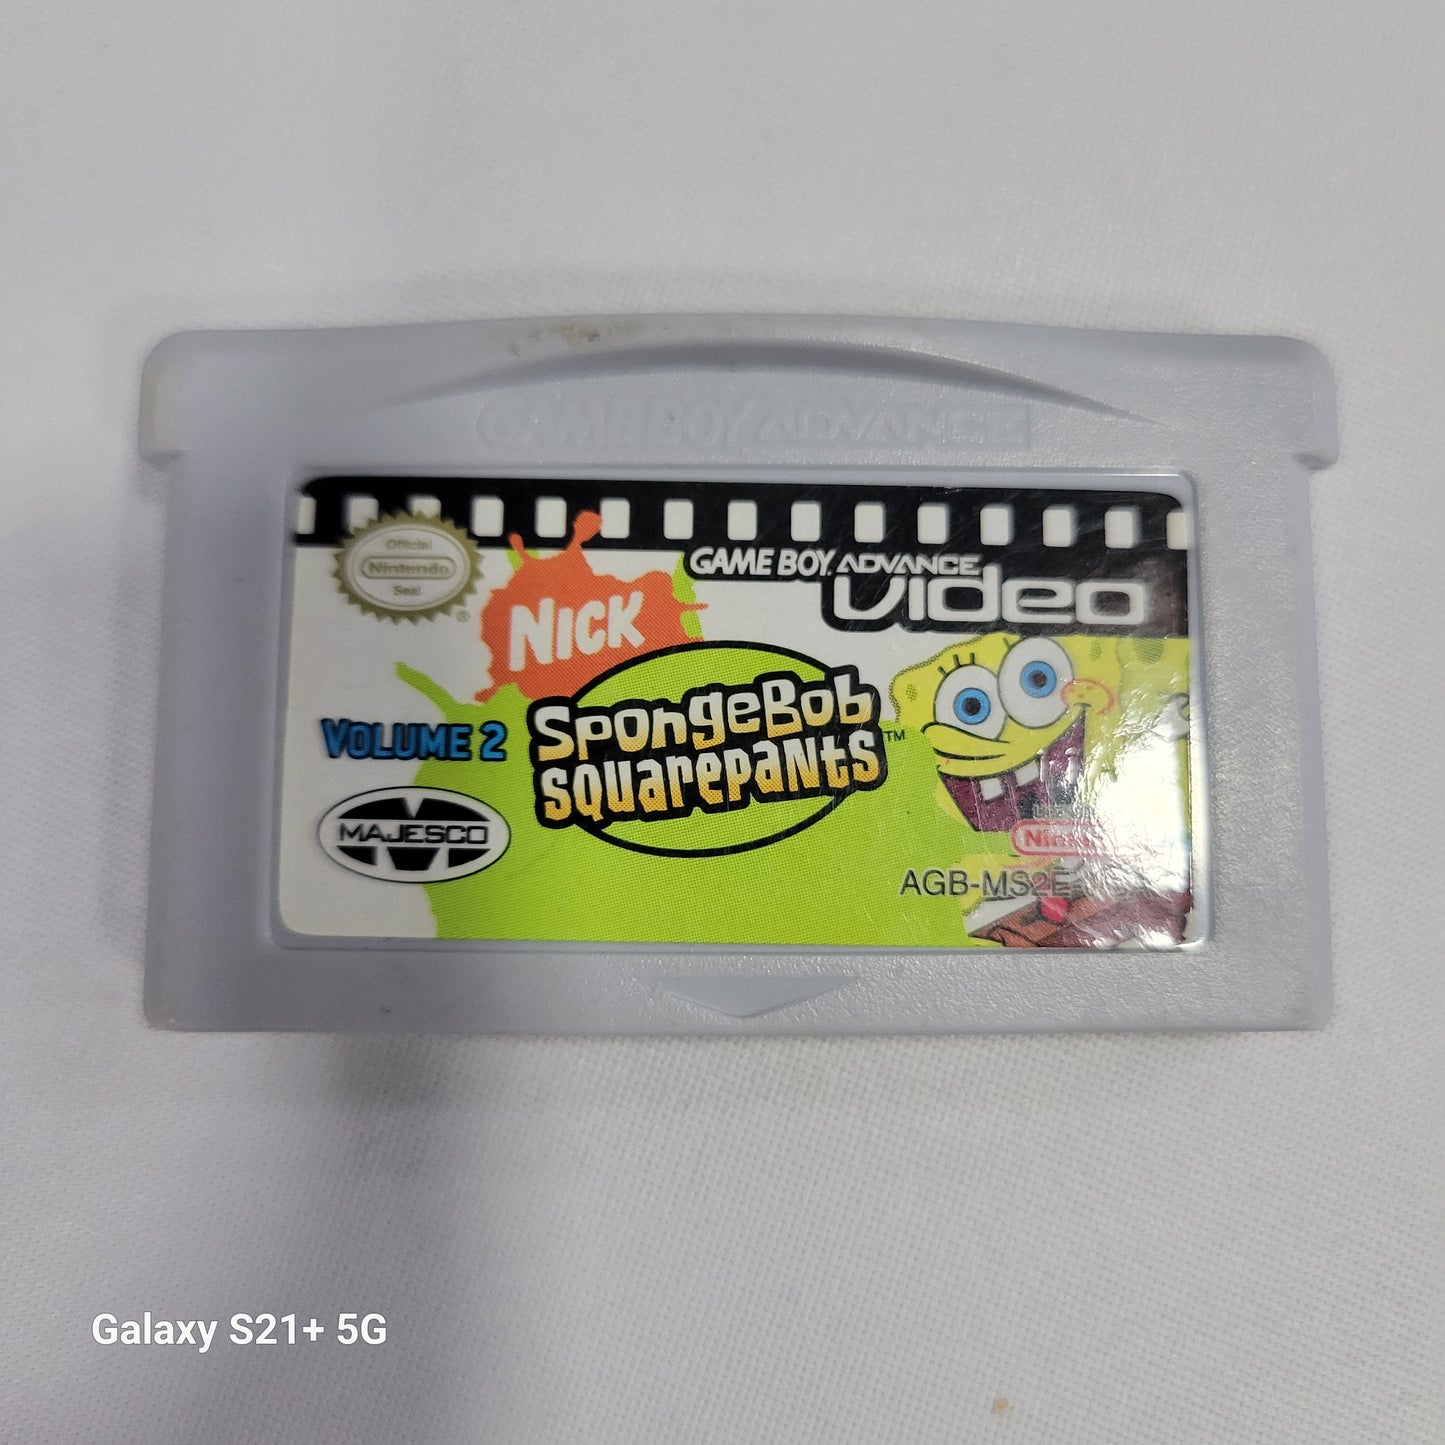 GAME BOY ADVANCE
Official
Nintendo
Seal
®
NICK
GAME BOY ADVANCE
video
VOLUME 2
SpongeBob
SQUAREPANTS
TM
MAJESCO
AGB-MS2E
Galaxy S21+ 5G